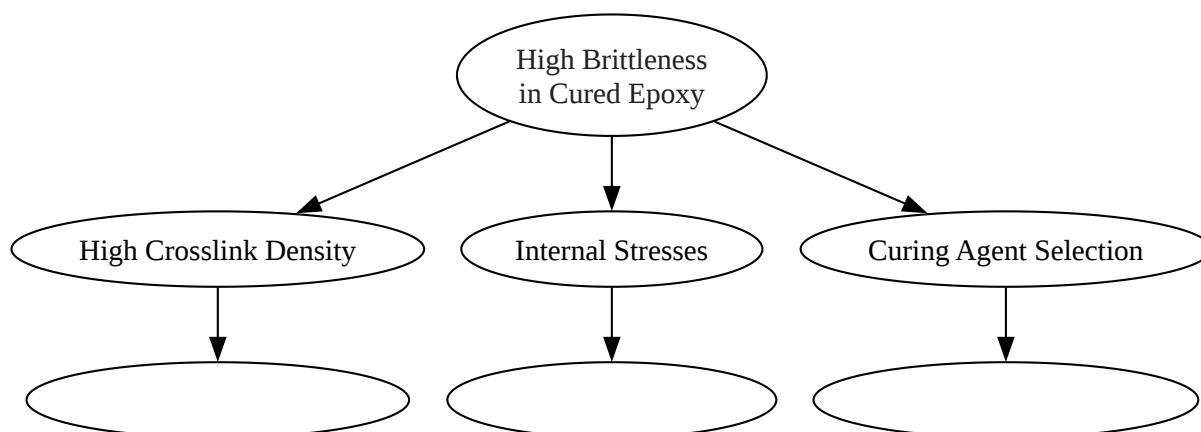 High Brittleness
in Cured Epoxy
High Crosslink Density
Internal Stresses
Curing Agent Selection